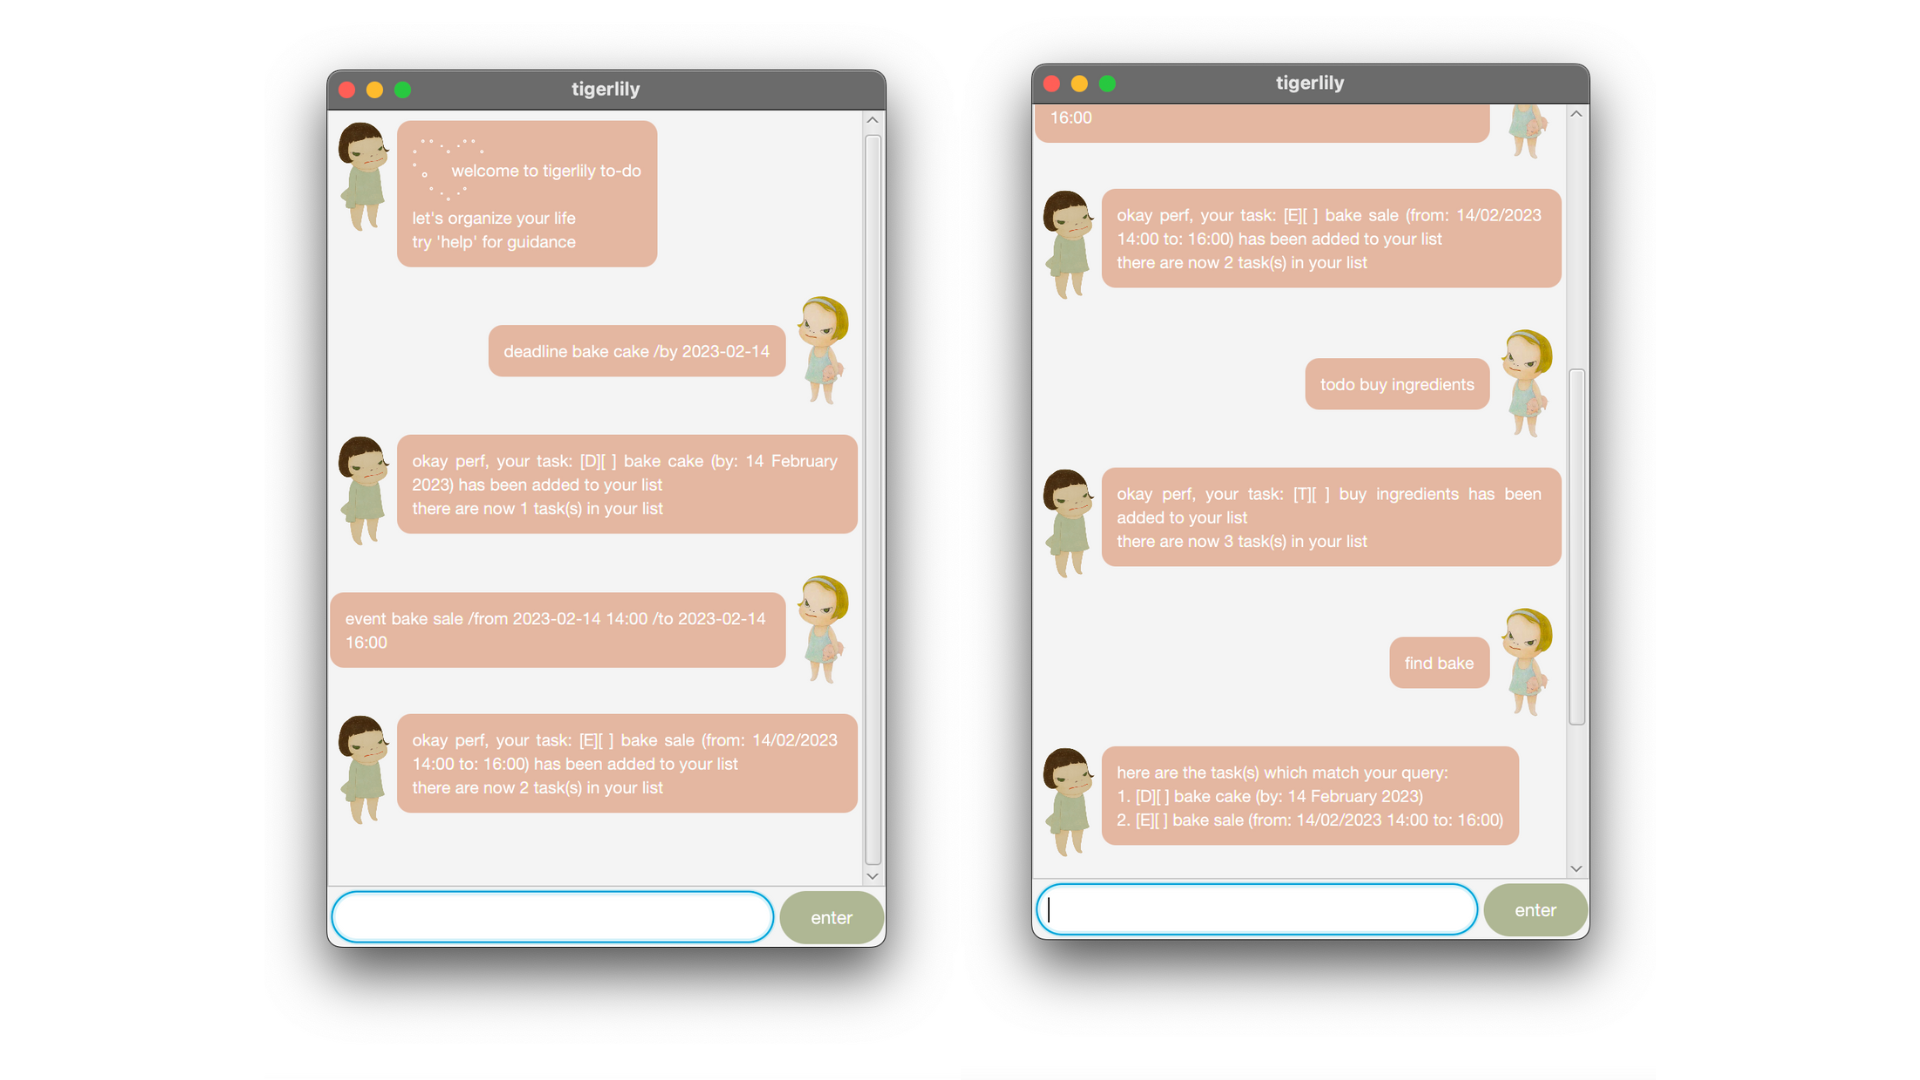 tigerlily
welcome to tigerlily to-do
let's organize your life
try 'help' for guidance
deadline bake cake /by 2023-02-14
okay perf, your task: [D][ ] bake cake (by: 14 February
2023) has been added to your list
there are now 1 task(s) in your list
event bake sale /from 2023-02-14 14:00 /to 2023-02-14
16:00
okay perf, your task: [E][ ] bake sale (from: 14/02/2023
14:00 to: 16:00) has been added to your list
there are now 2 task(s) in your list
enter
tigerlily
16:00
okay perf, your task: [E][ ] bake sale (from: 14/02/2023
14:00 to: 16:00) has been added to your list
there are now 2 task(s) in your list
todo buy ingredients
okay perf, your task: [T][ ] buy ingredients has been
added to your list
there are now 3 task(s) in your list
find bake
here are the task(s) which match your query:
1. [D][ ] bake cake (by: 14 February 2023)
2. [E][ ] bake sale (from: 14/02/2023 14:00 to: 16:00)
enter